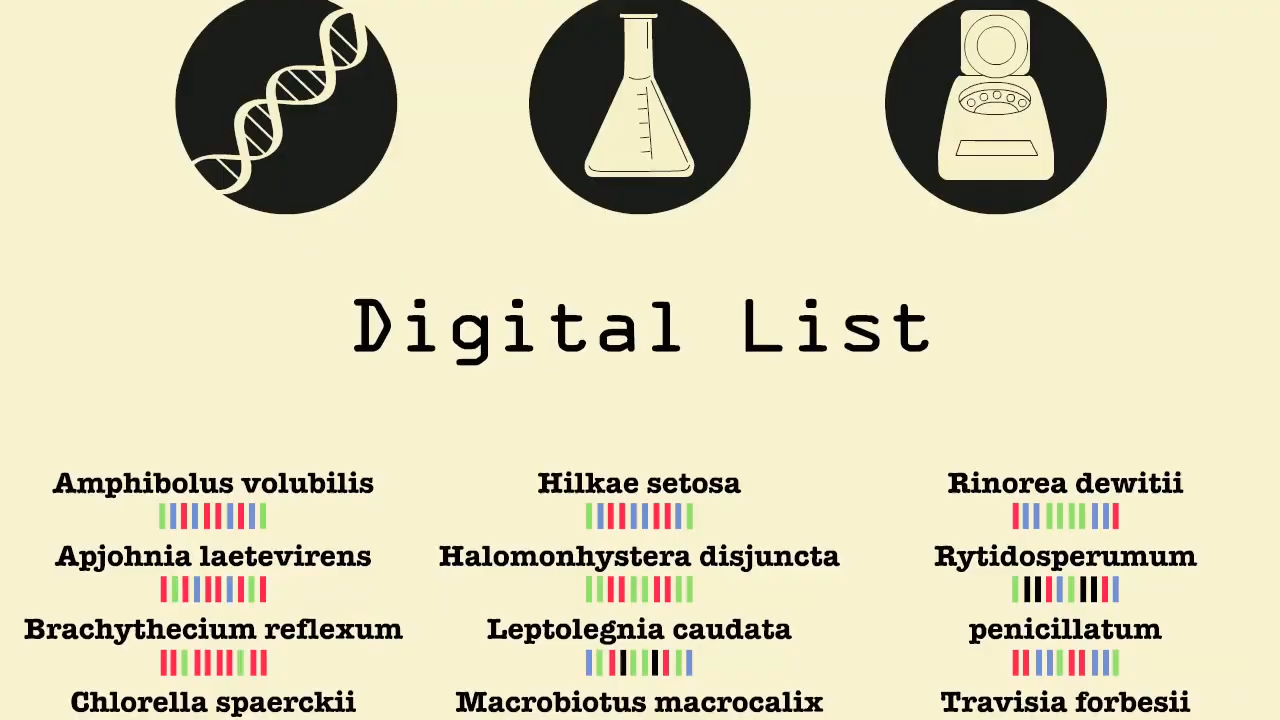 Digital List
Amphibolus volubilis
Apjohnia laetevirens
Brachythecium reflexum
Chlorella spaerckii
Hilkae setosa
Halomonhystera disjuncta
Leptolegnia caudata
Macrobiotus macrocalix
Rinorea dewitii
Rytidosperumum
penicillatum
Travisia forbesii